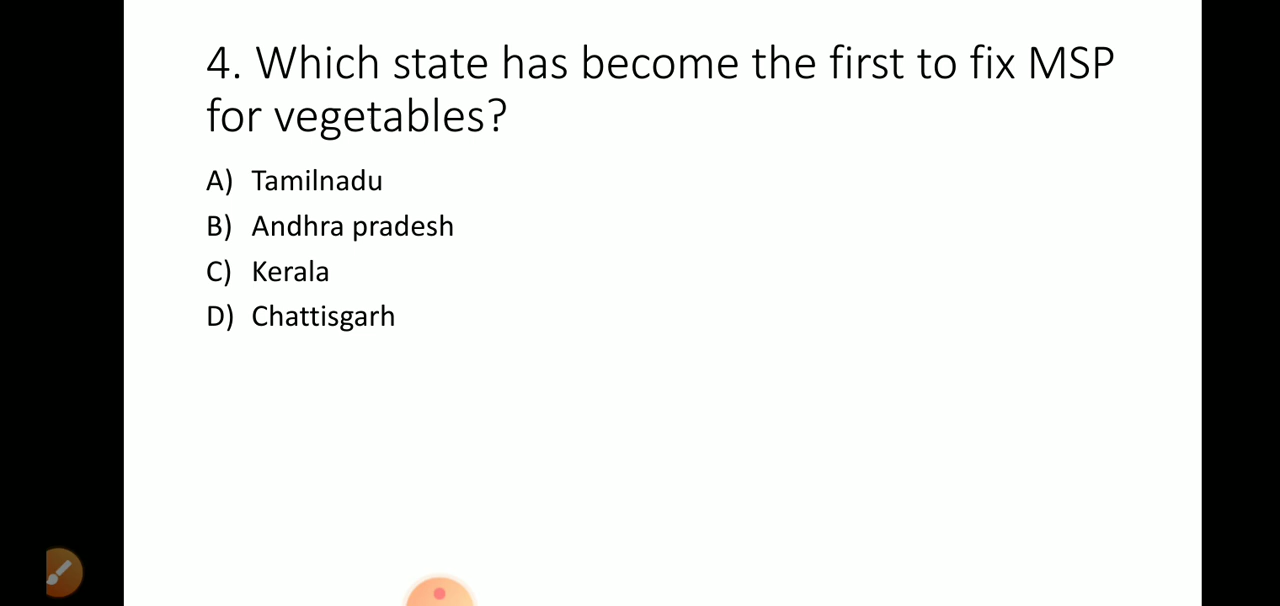 4. Which state has become the first to fix MSP
for vegetables?
A) Tamilnadu
B) Andhra pradesh
C) Kerala
D) Chattisgarh